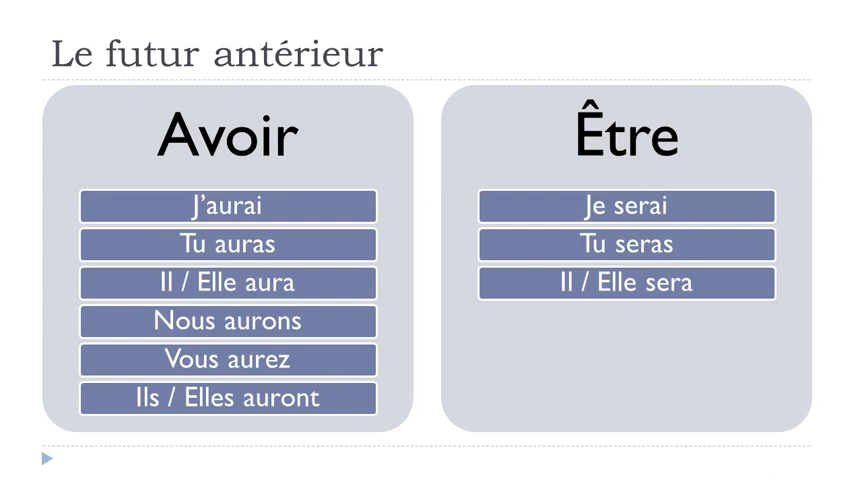 Le futur antérieur
Avoir
J’aurai
Tu auras
Il / Elle aura
Nous aurons
Vous aurez
Ils / Elles auront
Être
Je serai
Tu seras
Il / Elle sera